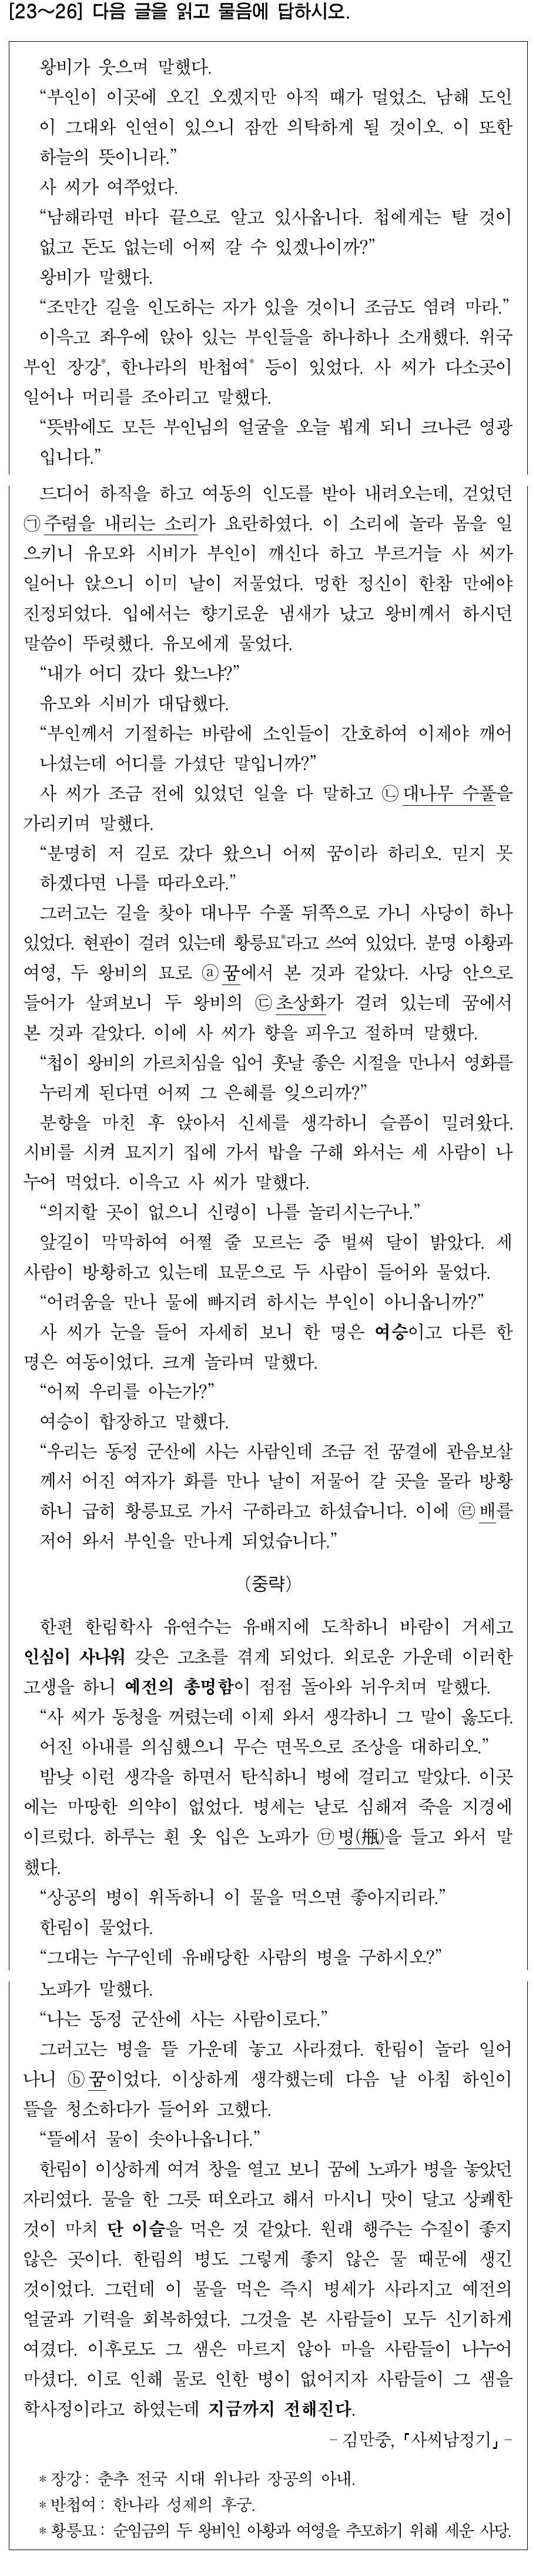 [23～26] 다음 글을 읽고 물음에 답하시오.
왕비가 웃으며 말했다.
“부인이 이곳에 오긴 오겠지만 아직 때가 멀었소. 남해 도인
이 그대와 인연이 있으니 잠깐 의탁하게 될 것이오. 이 또한
하늘의 뜻이니라.”
사 씨가 여쭈었다.
“남해라면 바다 끝으로 알고 있사옵니다. 첩에게는 탈 것이
없고 돈도 없는데 어찌 갈 수 있겠나이까?”
왕비가 말했다.
“조만간 길을 인도하는 자가 있을 것이니 조금도 염려 마라.”
이윽고 좌우에 앉아 있는 부인들을 하나하나 소개했다. 위국
부인 장강*, 한나라의 반첩여* 등이 있었다. 사 씨가 다소곳이
일어나 머리를 조아리고 말했다.
“뜻밖에도 모든 부인님의 얼굴을 오늘 뵙게 되니 크나큰 영광
입니다.”
드디어 하직을 하고 여동의 인도를 받아 내려오는데, 걷었던
㉠주렴을 내리는 소리가 요란하였다. 이 소리에 놀라 몸을 일
으키니 유모와 시비가 부인이 깨신다 하고 부르거늘 사 씨가
일어나 앉으니 이미 날이 저물었다. 멍한 정신이 한참 만에야
진정되었다. 입에서는 향기로운 냄새가 났고 왕비께서 하시던
말씀이 뚜렷했다. 유모에게 물었다.
“내가 어디 갔다 왔느냐?”
유모와 시비가 대답했다.
“부인께서 기절하는 바람에 소인들이 간호하여 이제야 깨어
나셨는데 어디를 가셨단 말입니까?”
사 씨가 조금 전에 있었던 일을 다 말하고 ㉡대나무 수풀을
가리키며 말했다.
“분명히 저 길로 갔다 왔으니 어찌 꿈이라 하리오. 믿지 못
하겠다면 나를 따라오라.”
그러고는 길을 찾아 대나무 수풀 뒤쪽으로 가니 사당이 하나
있었다. 현판이 걸려 있는데 황릉묘*라고 쓰여 있었다. 분명 아황과
여영, 두 왕비의 묘로 ⓐ꿈에서 본 것과 같았다. 사당 안으로
들어가 살펴보니 두 왕비의 ㉢초상화가 걸려 있는데 꿈에서
본 것과 같았다. 이에 사 씨가 향을 피우고 절하며 말했다.
“첩이 왕비의 가르치심을 입어 훗날 좋은 시절을 만나서 영화를
누리게 된다면 어찌 그 은혜를 잊으리까?”
분향을 마친 후 앉아서 신세를 생각하니 슬픔이 밀려왔다.
시비를 시켜 묘지기 집에 가서 밥을 구해 와서는 세 사람이 나
누어 먹었다. 이윽고 사 씨가 말했다.
“의지할 곳이 없으니 신령이 나를 놀리시는구나.”
앞길이 막막하여 어쩔 줄 모르는 중 벌써 달이 밝았다. 세
사람이 방황하고 있는데 묘문으로 두 사람이 들어와 물었다.
“어려움을 만나 물에 빠지려 하시는 부인이 아니옵니까?”
사 씨가 눈을 들어 자세히 보니 한 명은 여승이고 다른 한
명은 여동이었다. 크게 놀라며 말했다.
“어찌 우리를 아는가?”
여승이 합장하고 말했다.
“우리는 동정 군산에 사는 사람인데 조금 전 꿈결에 관음보살
께서 어진 여자가 화를 만나 날이 저물어 갈 곳을 몰라 방황
하니 급히 황릉묘로 가서 구하라고 하셨습니다. 이에 ㉣배를
저어 와서 부인을 만나게 되었습니다.”
(중략)
한편 한림학사 유연수는 유배지에 도착하니 바람이 거세고
인심이 사나워 갖은 고초를 겪게 되었다. 외로운 가운데 이러한
고생을 하니 예전의 총명함이 점점 돌아와 뉘우치며 말했다.
“사 씨가 동청을 꺼렸는데 이제 와서 생각하니 그 말이 옳도다.
어진 아내를 의심했으니 무슨 면목으로 조상을 대하리오.”
밤낮 이런 생각을 하면서 탄식하니 병에 걸리고 말았다. 이곳
에는 마땅한 의약이 없었다. 병세는 날로 심해져 죽을 지경에
이르렀다. 하루는 흰 옷 입은 노파가 ㉤병(甁)을 들고 와서 말
했다.
“상공의 병이 위독하니 이 물을 먹으면 좋아지리라.”
한림이 물었다.
“그대는 누구인데 유배당한 사람의 병을 구하시오?”
노파가 말했다.
“나는 동정 군산에 사는 사람이로다.”
그러고는 병을 뜰 가운데 놓고 사라졌다. 한림이 놀라 일어
나니 ⓑ꿈이었다. 이상하게 생각했는데 다음 날 아침 하인이
뜰을 청소하다가 들어와 고했다.
“뜰에서 물이 솟아나옵니다.”
한림이 이상하게 여겨 창을 열고 보니 꿈에 노파가 병을 놓았던
자리였다. 물을 한 그릇 떠오라고 해서 마시니 맛이 달고 상쾌한
것이 마치 단 이슬을 먹은 것 같았다. 원래 행주는 수질이 좋지
않은 곳이다. 한림의 병도 그렇게 좋지 않은 물 때문에 생긴
것이었다. 그런데 이 물을 먹은 즉시 병세가 사라지고 예전의
얼굴과 기력을 회복하였다. 그것을 본 사람들이 모두 신기하게
여겼다. 이후로도 그 샘은 마르지 않아 마을 사람들이 나누어
마셨다. 이로 인해 물로 인한 병이 없어지자 사람들이 그 샘을
학사정이라고 하였는데 지금까지 전해진다.
- 김만중, 「사씨남정기」 -
* 장강 : 춘추 전국 시대 위나라 장공의 아내.
* 반첩여 : 한나라 성제의 후궁.
* 황릉묘 : 순임금의 두 왕비인 아황과 여영을 추모하기 위해 세운 사당.